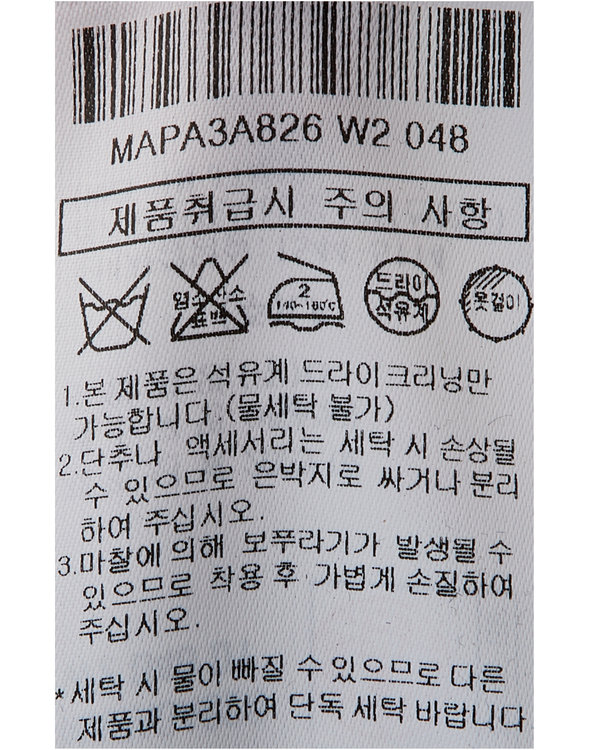 MAPA3A826 W2 048
제품취급시 주의 사항
염소 산소
표백
2
140~160℃
드라이
석유계
옷걸이
1.본 제품은 석유계 드라이크리닝만
가능합니다.(물세탁 불가)
2.단추나 액세서리는 세탁 시 손상될
수 있으므로 은박지로 싸거나 분리
하여 주십시오.
3.마찰에 의해 보푸라기가 발생될 수
있으므로 착용 후 가볍게 손질하여
주십시오.
*세탁 시 물이 빠질 수 있으므로 다른
제품과 분리하여 단독 세탁 바랍니다